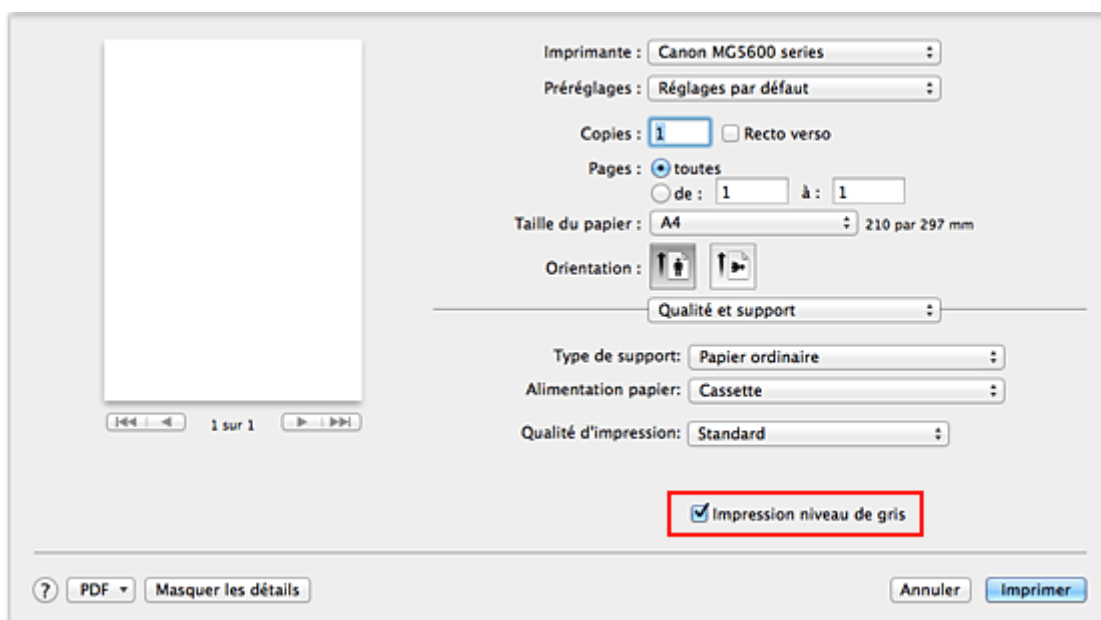 Imprimante : Canon MG5600 series
Préréglages : Réglages par défaut
Copies : 1 Recto verso
Pages : toutes
de : 1 à : 1
Taille du papier : A4 210 par 297 mm
Orientation :
Qualité et support
Type de support: Papier ordinaire
Alimentation papier: Cassette
1 sur 1
Qualité d'impression: Standard
Impression niveau de gris
? PDF Masquer les détails Annuler Imprimer